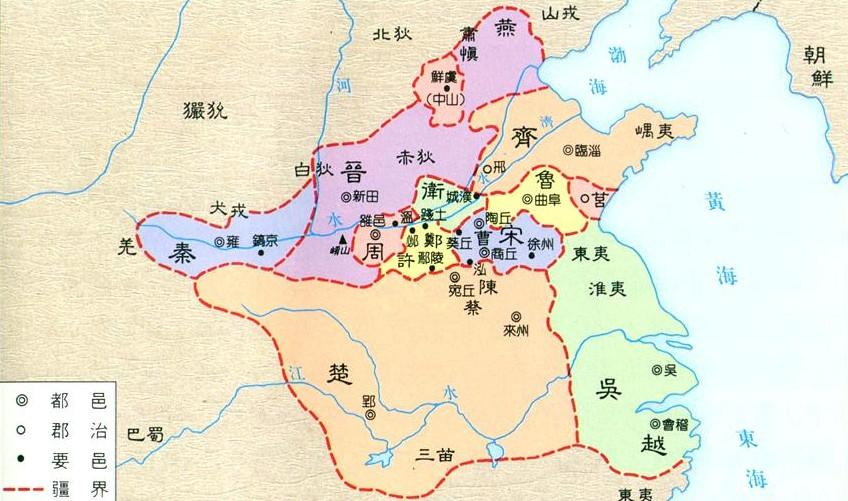 山戎
燕
北狄
肅慎
渤海
朝鮮
鮮虞
（中山）
河
濟
獫狁
齊
嵎夷
臨淄
赤狄
白狄
晉
邢
水
魯
新田
衛
城濮
曲阜
莒
黃海
犬戎
水
雒邑
溫
踐土
陶丘
羌
秦
雍
鎬京
崤山
周
鄭
葵丘
曹
宋
徐州
許
鄢陵
商丘
泓
東夷
宛丘
陳
淮夷
蔡
來州
江
楚
水
吳
吳
郢
會稽
越
巴蜀
三苗
東夷
東海
都邑
郡治
要邑
疆界